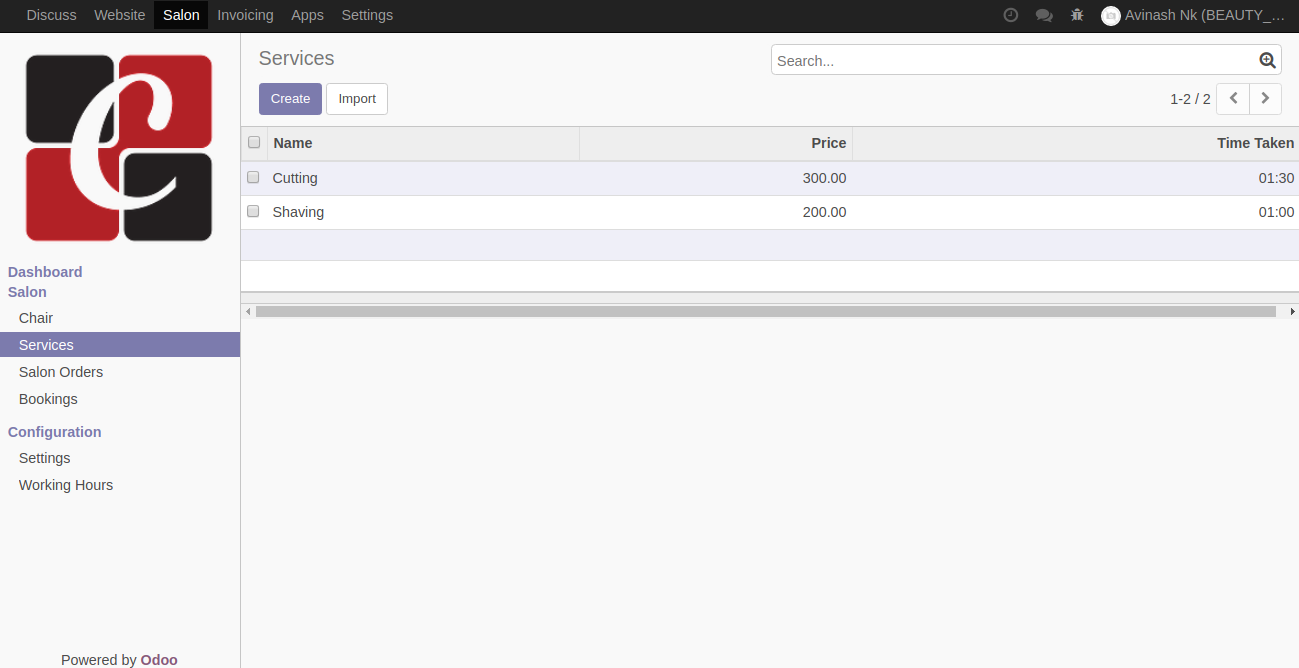 Discuss Website Salon Invoicing Apps Settings Avinash Nk (BEAUTY_...
C
Services
Search...
Create Import
1-2 / 2
Name Price Time Taken
Cutting 300.00 01:30
Shaving 200.00 01:00
Dashboard
Salon
Chair
Services
Salon Orders
Bookings
Configuration
Settings
Working Hours
Powered by Odoo